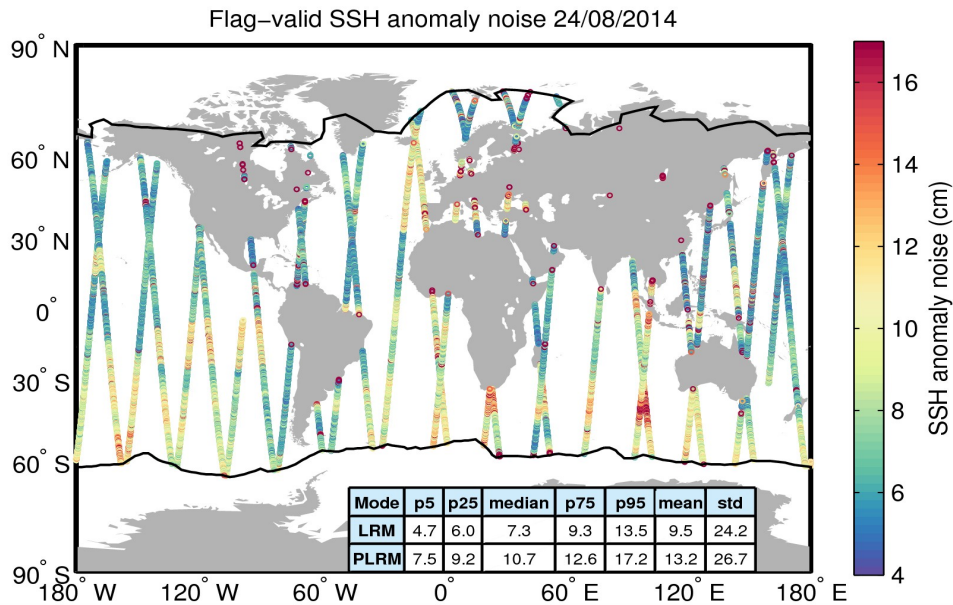 Flag−valid SSH anomaly noise 24/08/2014
90° N
60° N
30° N
0°
30° S
60° S
90° S
180° W
120° W
60° W
0°
60° E
120° E
180° E
Mode p5 p25 median p75 p95 mean std
LRM 4.7 6.0 7.3 9.3 13.5 9.5 24.2
PLRM 7.5 9.2 10.7 12.6 17.2 13.2 26.7
16
14
12
10
8
6
4
SSH anomaly noise (cm)